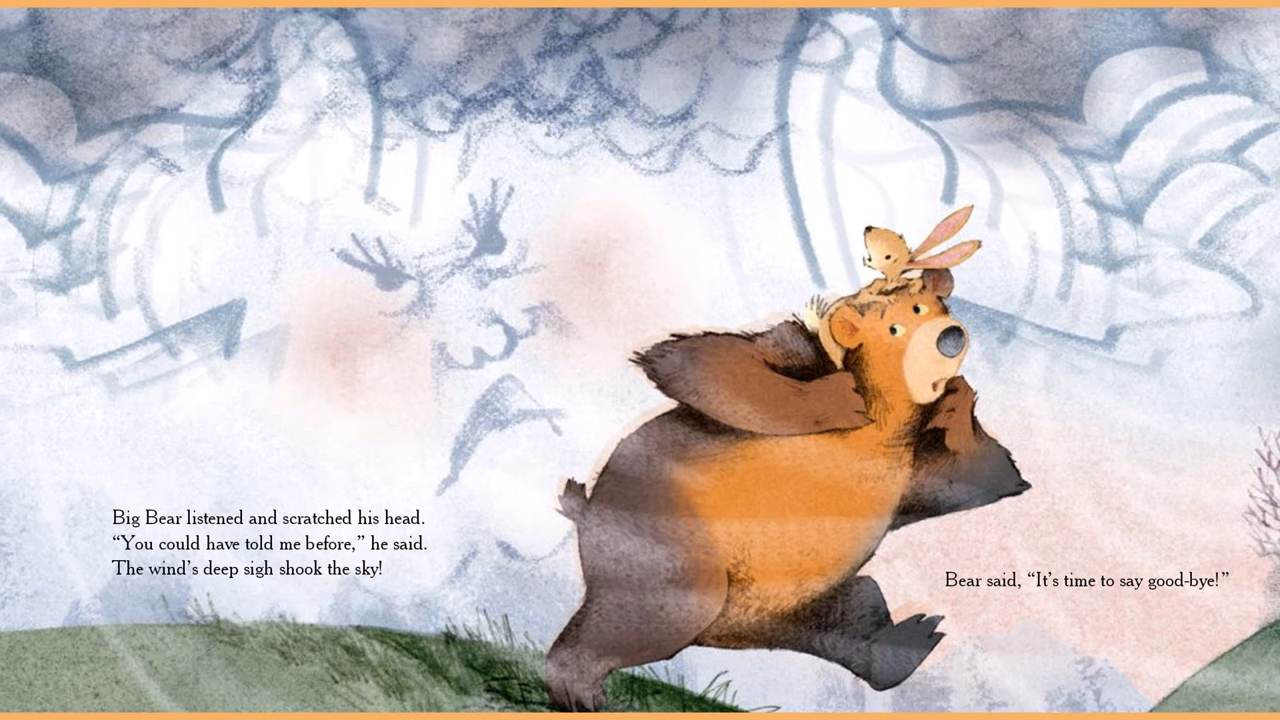 Big Bear listened and scratched his head.
“You could have told me before,” he said.
The wind’s deep sigh shook the sky!
Bear said, “It’s time to say good-bye!”